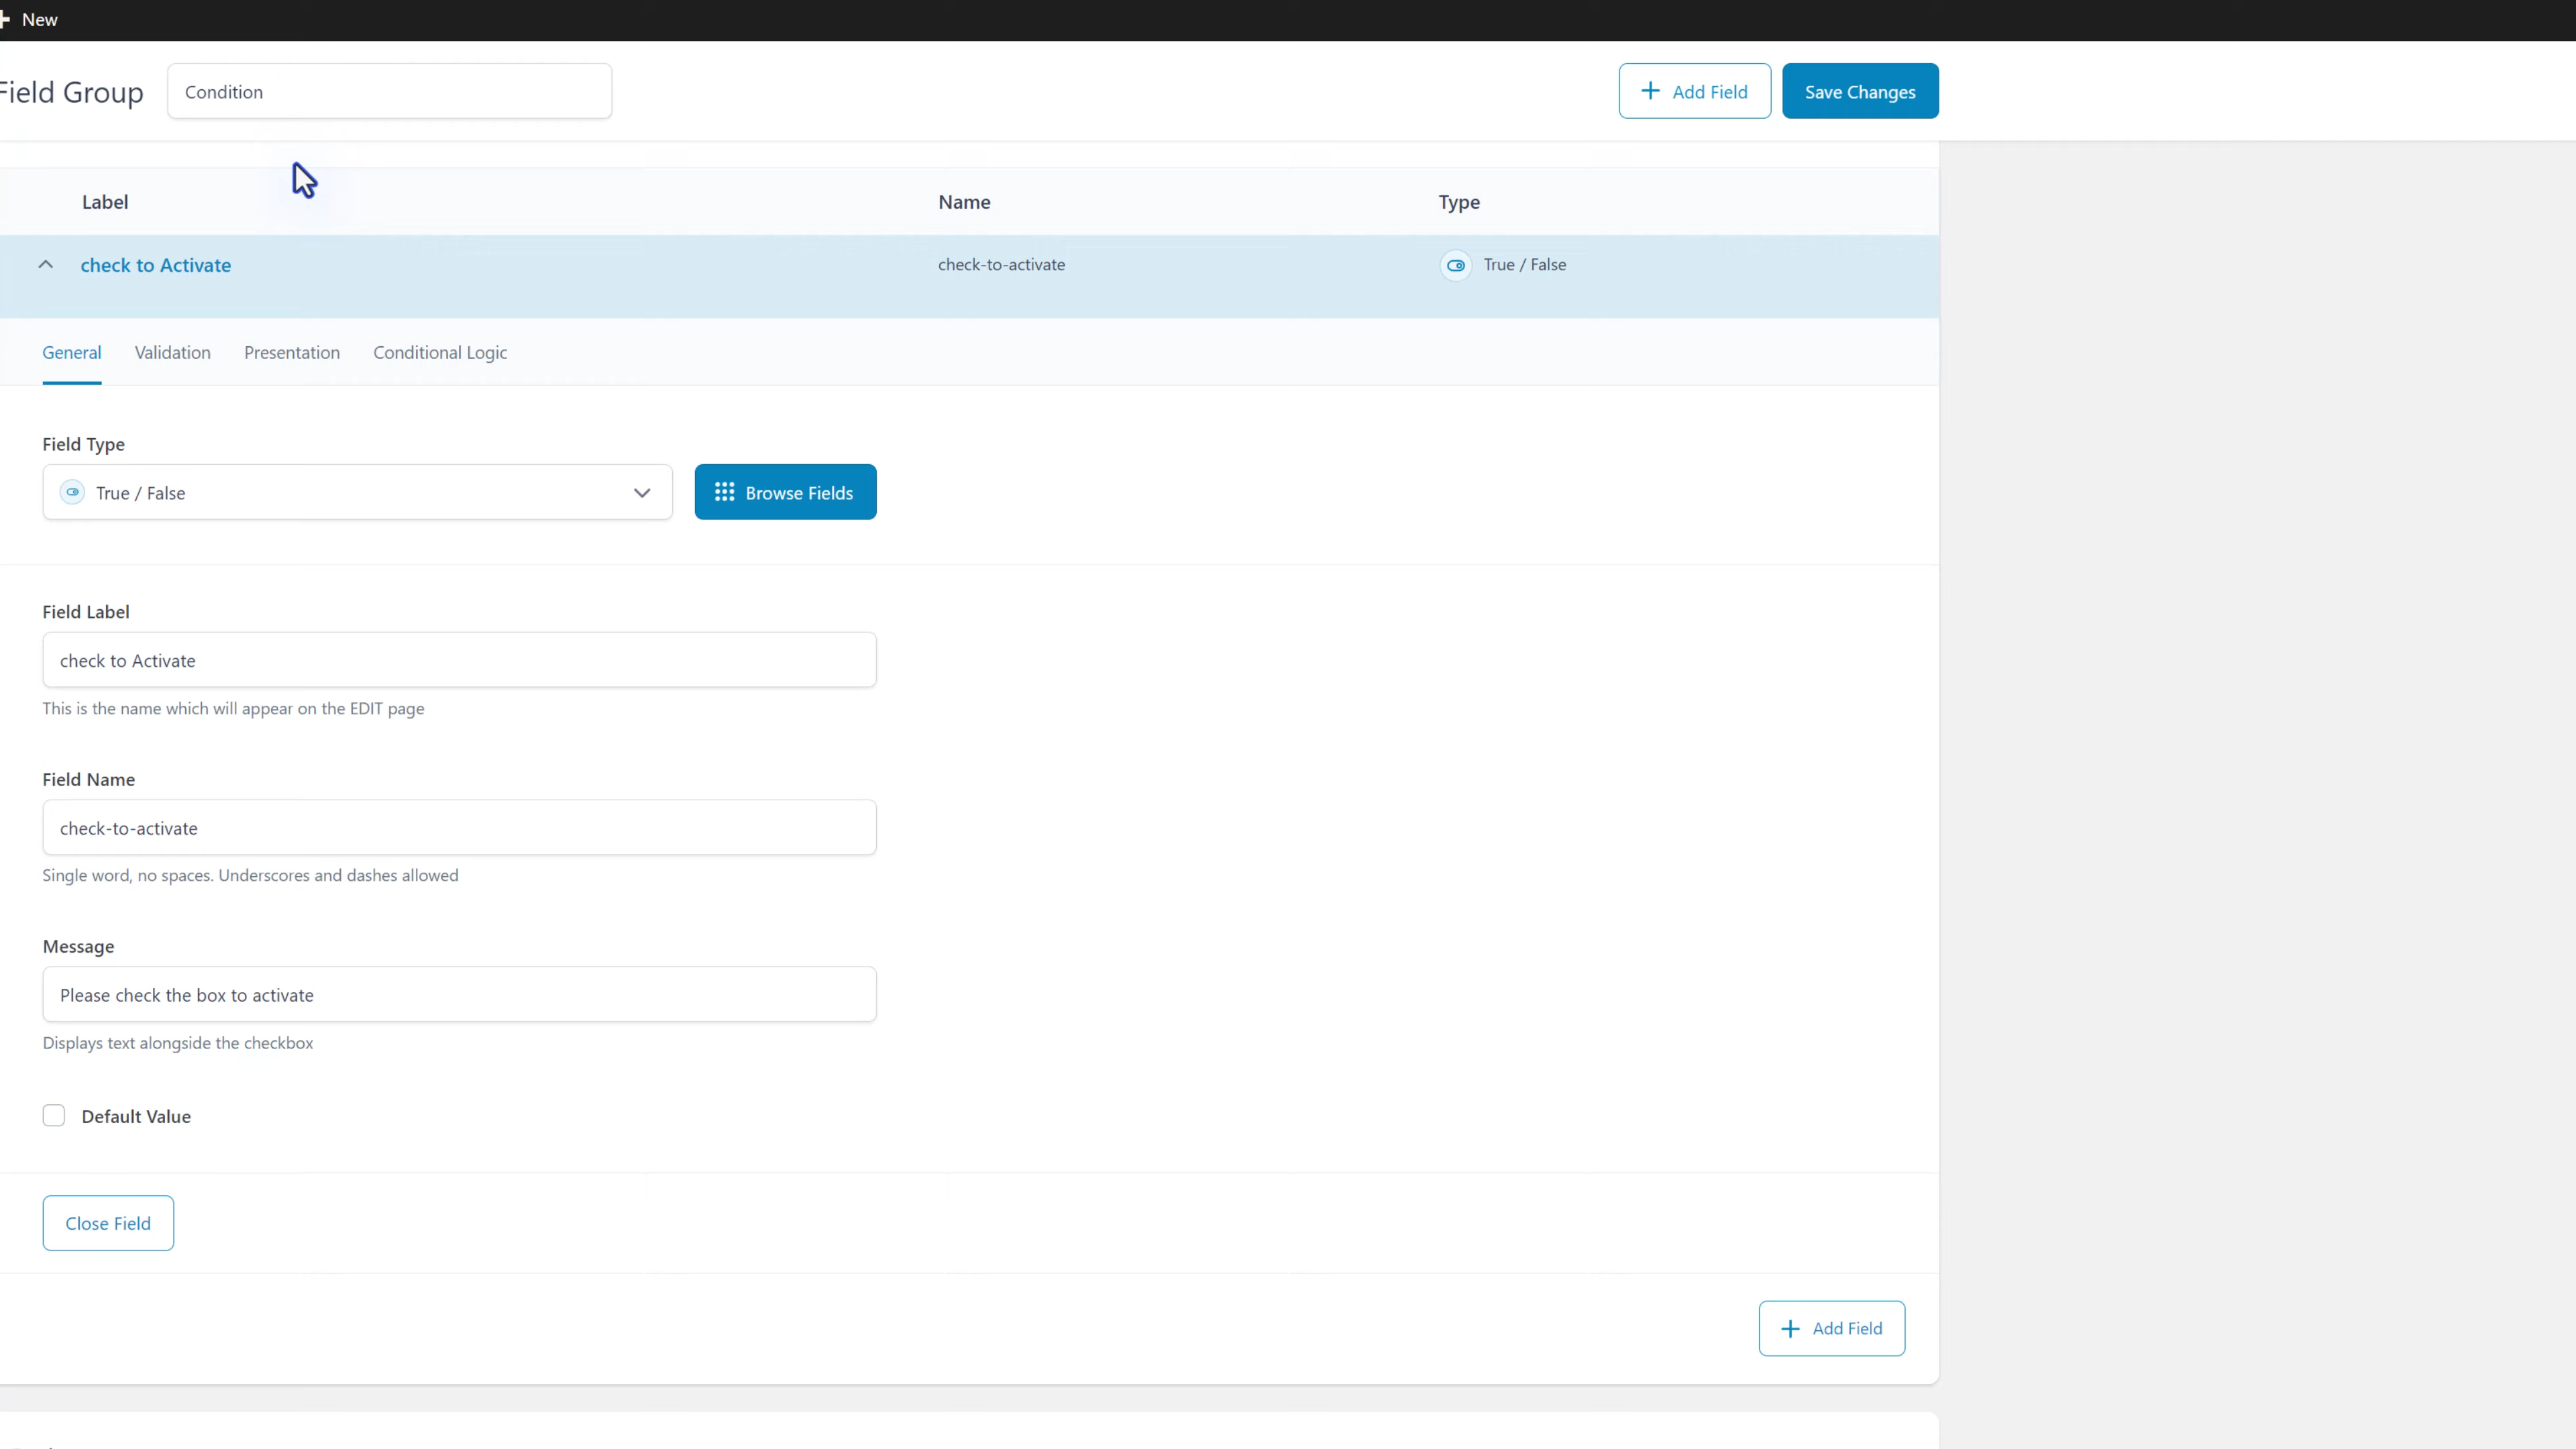 New
Field Group
Condition
Add Field
Save Changes
Label
Name
Type
check to Activate
check-to-activate
True / False
General
Validation
Presentation
Conditional Logic
Field Type
True / False
Browse Fields
Field Label
check to Activate
This is the name which will appear on the EDIT page
Field Name
check-to-activate
Single word, no spaces. Underscores and dashes allowed
Message
Please check the box to activate
Displays text alongside the checkbox
Default Value
Close Field
Add Field